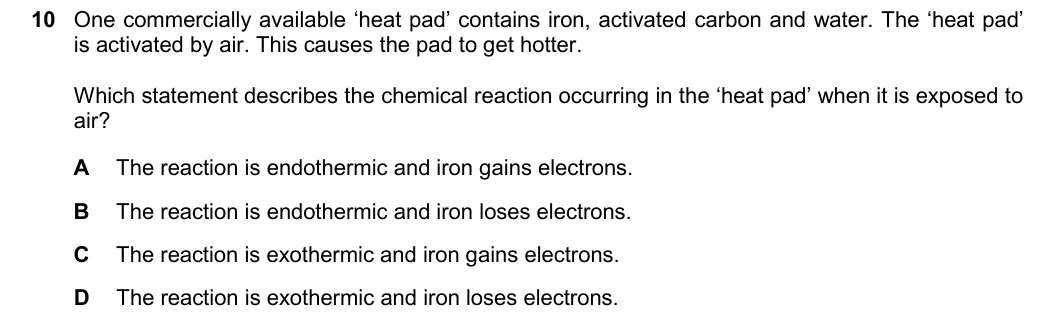 10 One commercially available ‘heat pad’ contains iron, activated carbon and water. The ‘heat pad’
is activated by air. This causes the pad to get hotter.
Which statement describes the chemical reaction occurring in the ‘heat pad’ when it is exposed to
air?
A The reaction is endothermic and iron gains electrons.
B The reaction is endothermic and iron loses electrons.
C The reaction is exothermic and iron gains electrons.
D The reaction is exothermic and iron loses electrons.